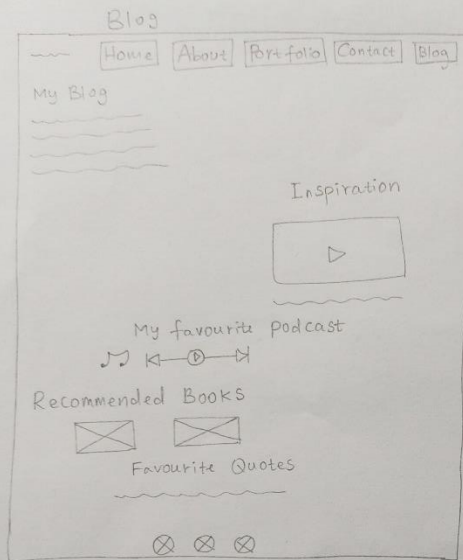 Blog
Home About Portfolio Contact Blog
My Blog
Inspiration
My favourite podcast
Recommended Books
Favourite Quotes